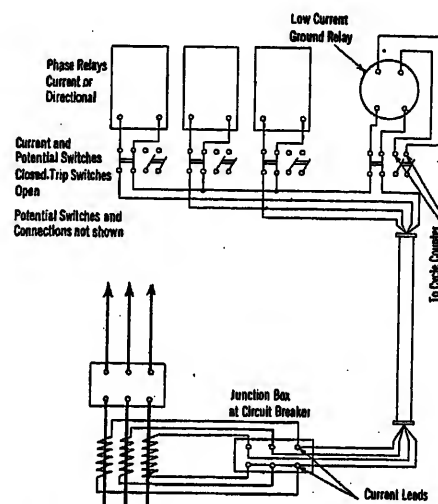 Low Current
Ground Relay
Phase Relays
Current or
Directional
Current and
Potential Switches
Closed.Trip Switches
Open
Potential Switches and
Connections not shown
To Cycle Counter
Junction Box
at Circuit Breaker
Current Leads